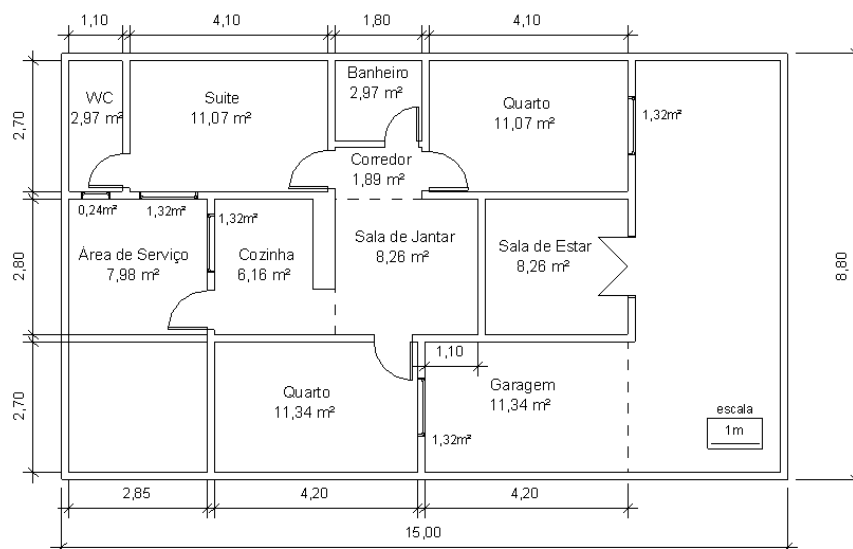 1,10
4,10
1,80
4,10
WC
2,97 m²
Suite
11,07 m²
Banheiro
2,97 m²
Quarto
11,07 m²
1,32m²
2,70
Corredor
1,89 m²
0,24m²
1,32m²
1,32m²
Área de Serviço
7,98 m²
Cozinha
6,16 m²
Sala de Jantar
8,26 m²
Sala de Estar
8,26 m²
2,80
8,80
1,10
Quarto
11,34 m²
Garagem
11,34 m²
2,70
1,32m²
escala
1m
2,85
4,20
4,20
15,00